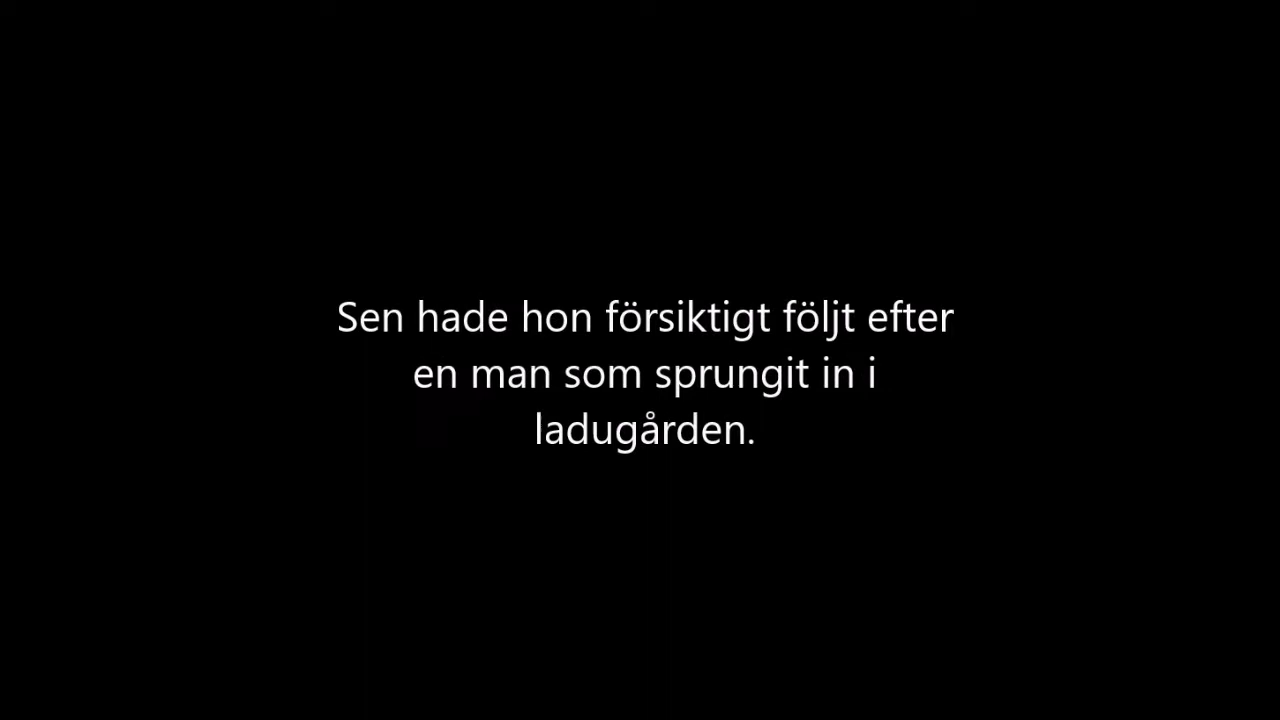 Sen hade hon försiktigt följt efter
en man som sprungit in i
ladugården.